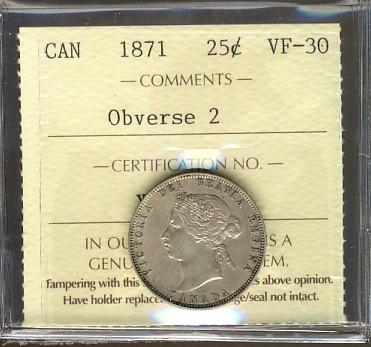 CAN 1871 25¢ VF-30
— COMMENTS —
Obverse 2
— CERTIFICATION NO. —
VICTORIA DEI GRATIA REGINA
CANADA
IN OU IS A
GENU EM.
Tampering with this s above opinion.
Have holder replace ge/seal not intact.